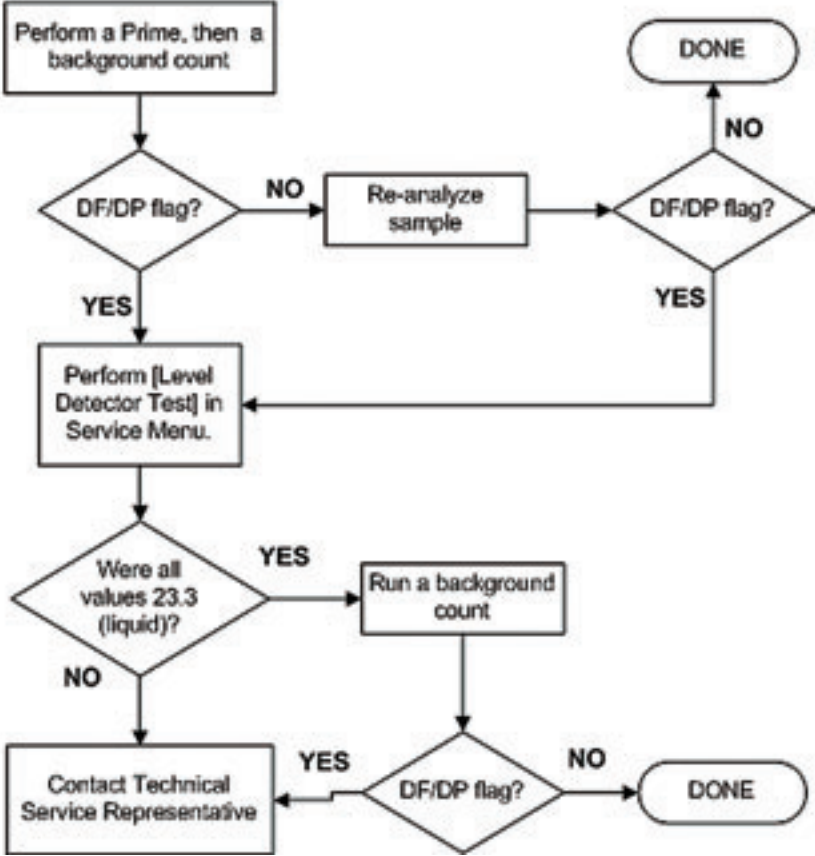 Perform a Prime, then a
background count
DONE
NO
DF/DP flag?
NO
Re-analyze
sample
DF/DP flag?
YES
YES
Perform [Level
Detector Test] in
Service Menu.
Were all
values 23.3
(liquid)?
YES
Run a background
count
NO
Contact Technical
Service Representative
YES
DF/DP flag?
NO
DONE